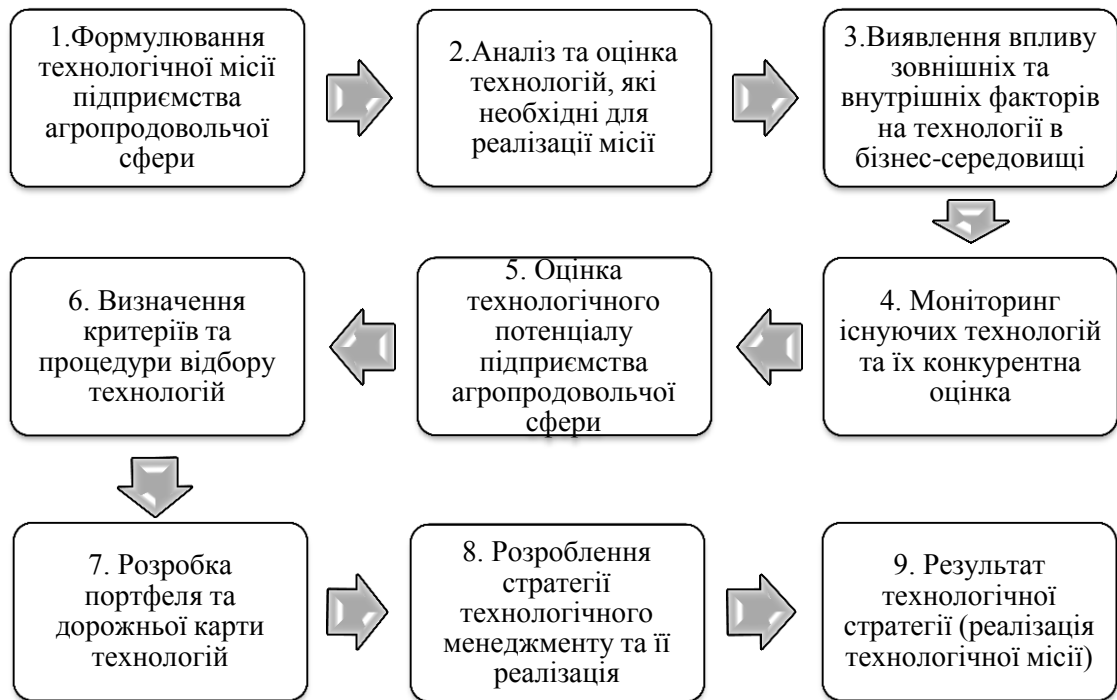 1.Формулювання
технологічної місії
підприємства
агропродовольчої
сфери
2.Аналіз та оцінка
технологій, які
необхідні для
реалізації місії
3.Виявлення впливу
зовнішніх та
внутрішніх факторів
на технології в
бізнес-середовищі
4. Моніторинг
існуючих технологій
та їх конкурентна
оцінка
5. Оцінка
технологічного
потенціалу
підприємства
агропродовольчої
сфери
6. Визначення
критеріїв та
процедури відбору
технологій
7. Розробка
портфеля та
дорожньої карти
технологій
8. Розроблення
стратегії
технологічного
менеджменту та її
реалізація
9. Результат
технологічної
стратегії (реалізація
технологічної місії)